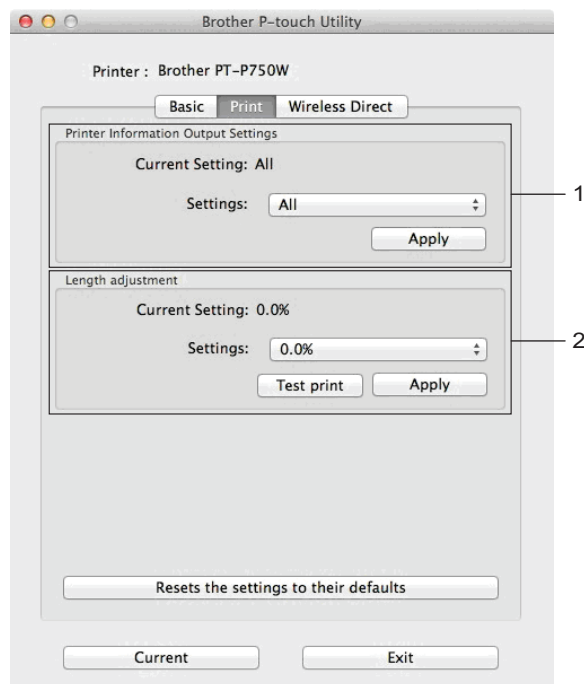 Brother P-touch Utility
Printer : Brother PT-P750W
Basic Print Wireless Direct
Printer Information Output Settings
Current Setting: All
Settings: All
Apply
1
Length adjustment
Current Setting: 0.0%
Settings: 0.0%
2
Test print Apply
Resets the settings to their defaults
Current Exit